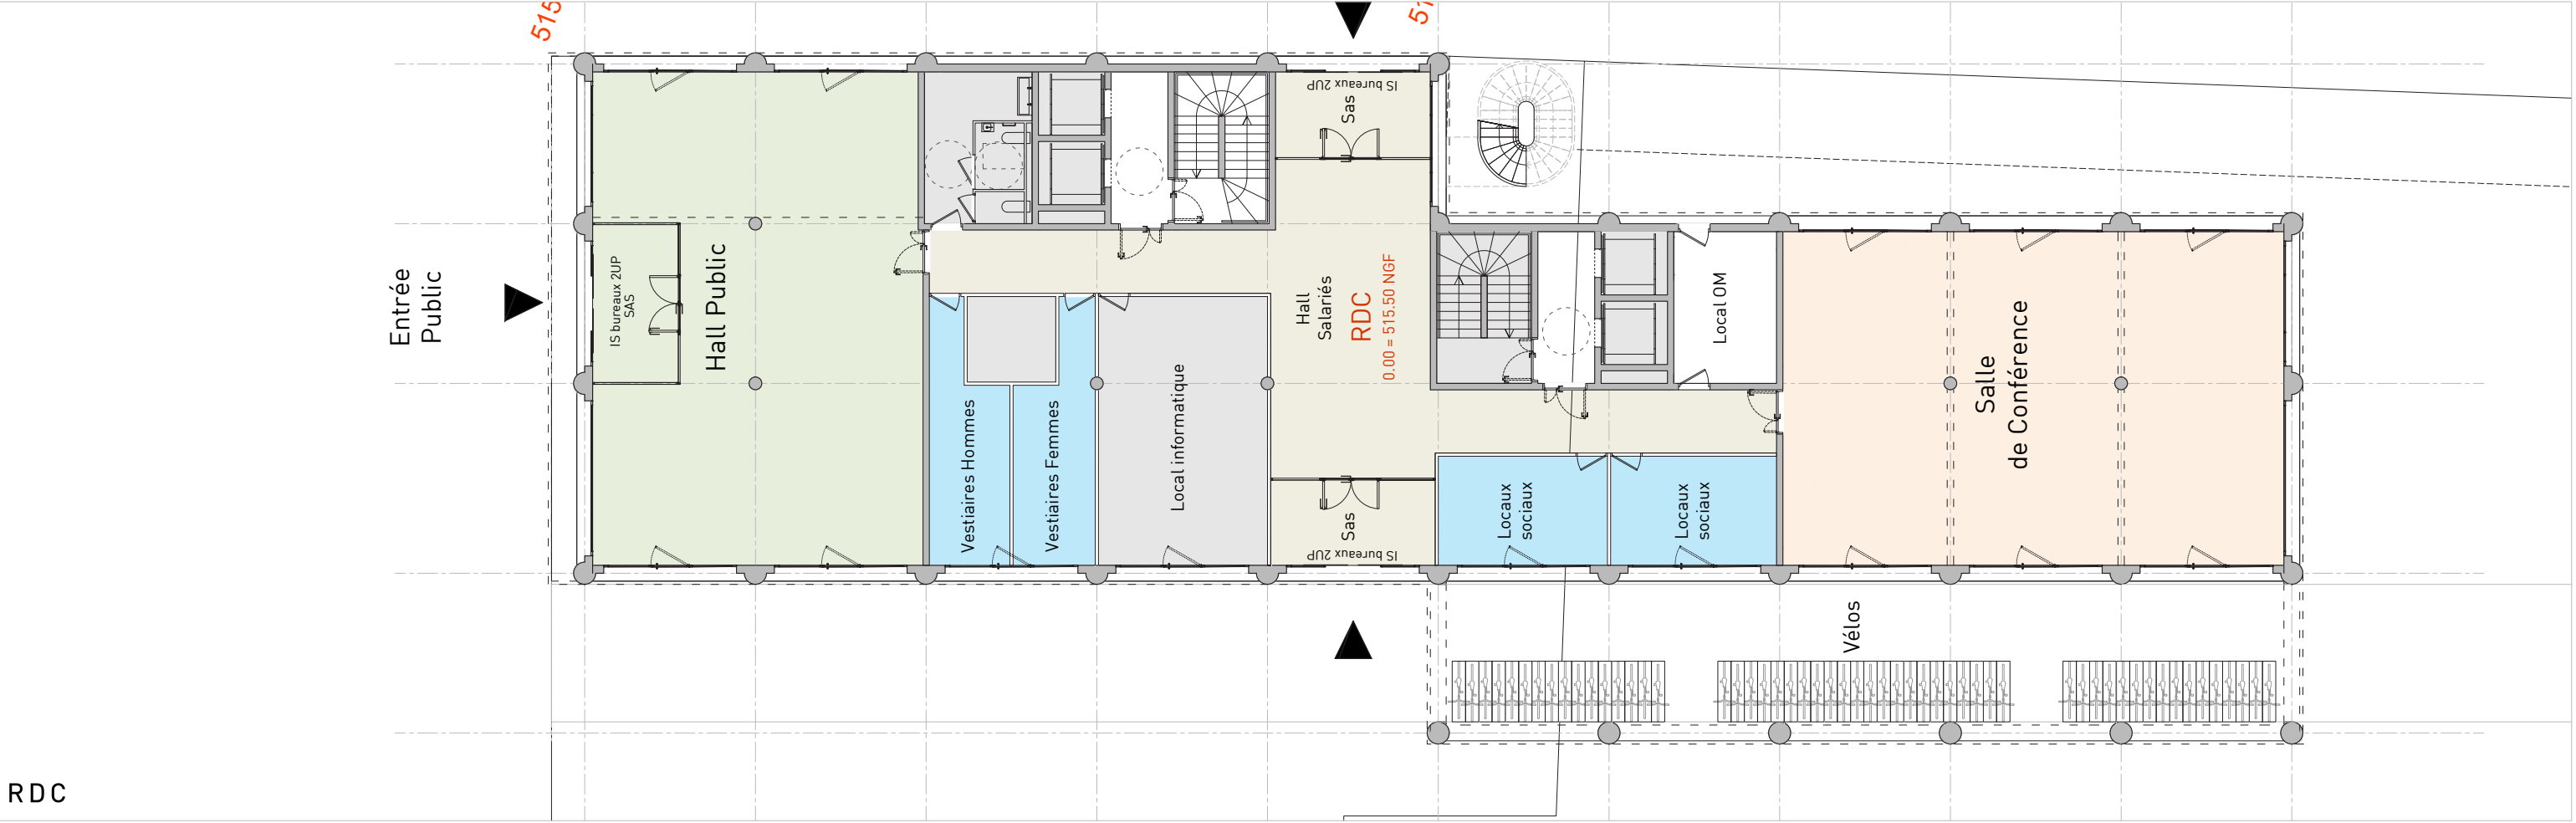 515
51
IS bureaux 2UP
Sas
Entrée
Public
IS bureaux 2UP
SAS
Hall Public
Hall
Salariés
RDC
0.00 = 515.50 NGF
Local OM
Salle
de Conférence
Vestiaires Hommes
Vestiaires Femmes
Local informatique
Sas
IS bureaux 2UP
Locaux
sociaux
Locaux
sociaux
Vélos
RDC